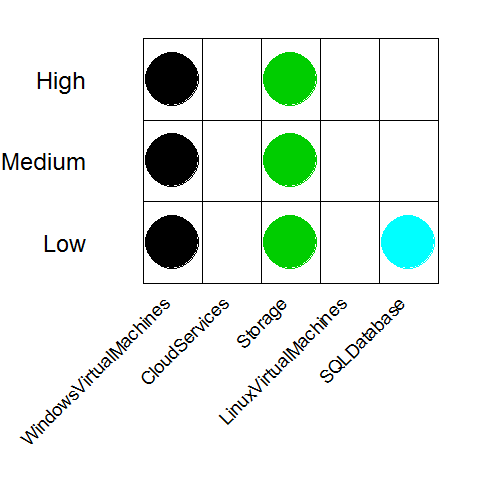 High
Medium
Low
WindowsVirtualMachines
CloudServices
Storage
LinuxVirtualMachines
SQLDatabase